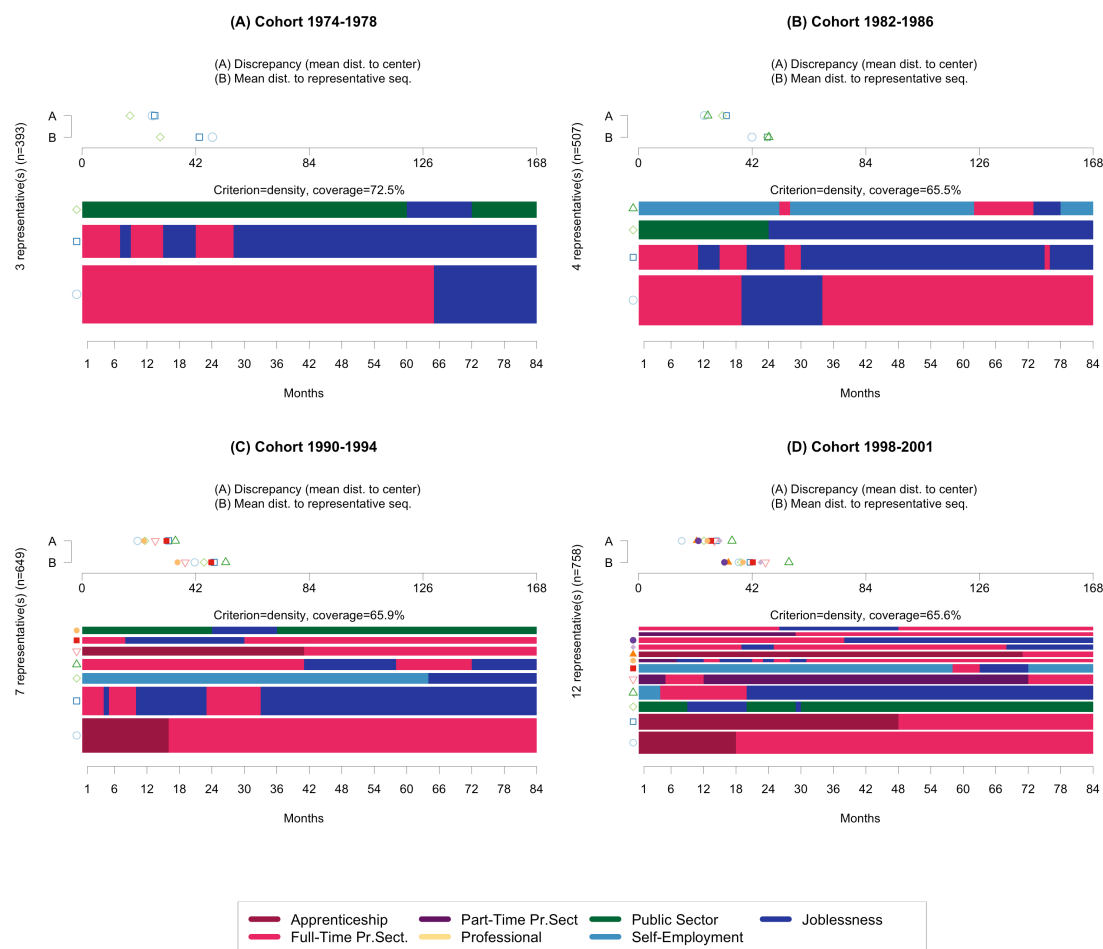 (A) Cohort 1974-1978
(A) Discrepancy (mean dist. to center)
(B) Mean dist. to representative seq.
A
B
0 42 84 126 168
Criterion=density, coverage=72.5%
3 representative(s) (n=393)
1 6 12 18 24 30 36 42 48 54 60 66 72 78 84
Months
(B) Cohort 1982-1986
(A) Discrepancy (mean dist. to center)
(B) Mean dist. to representative seq.
A
B
0 42 84 126 168
Criterion=density, coverage=65.5%
4 representative(s) (n=507)
1 6 12 18 24 30 36 42 48 54 60 66 72 78 84
Months
(C) Cohort 1990-1994
(A) Discrepancy (mean dist. to center)
(B) Mean dist. to representative seq.
A
B
0 42 84 126 168
Criterion=density, coverage=65.9%
7 representative(s) (n=649)
1 6 12 18 24 30 36 42 48 54 60 66 72 78 84
Months
(D) Cohort 1998-2001
(A) Discrepancy (mean dist. to center)
(B) Mean dist. to representative seq.
A
B
0 42 84 126 168
Criterion=density, coverage=65.6%
12 representative(s) (n=758)
1 6 12 18 24 30 36 42 48 54 60 66 72 78 84
Months
Apprenticeship Part-Time Pr.Sect Public Sector Joblessness
Full-Time Pr.Sect. Professional Self-Employment